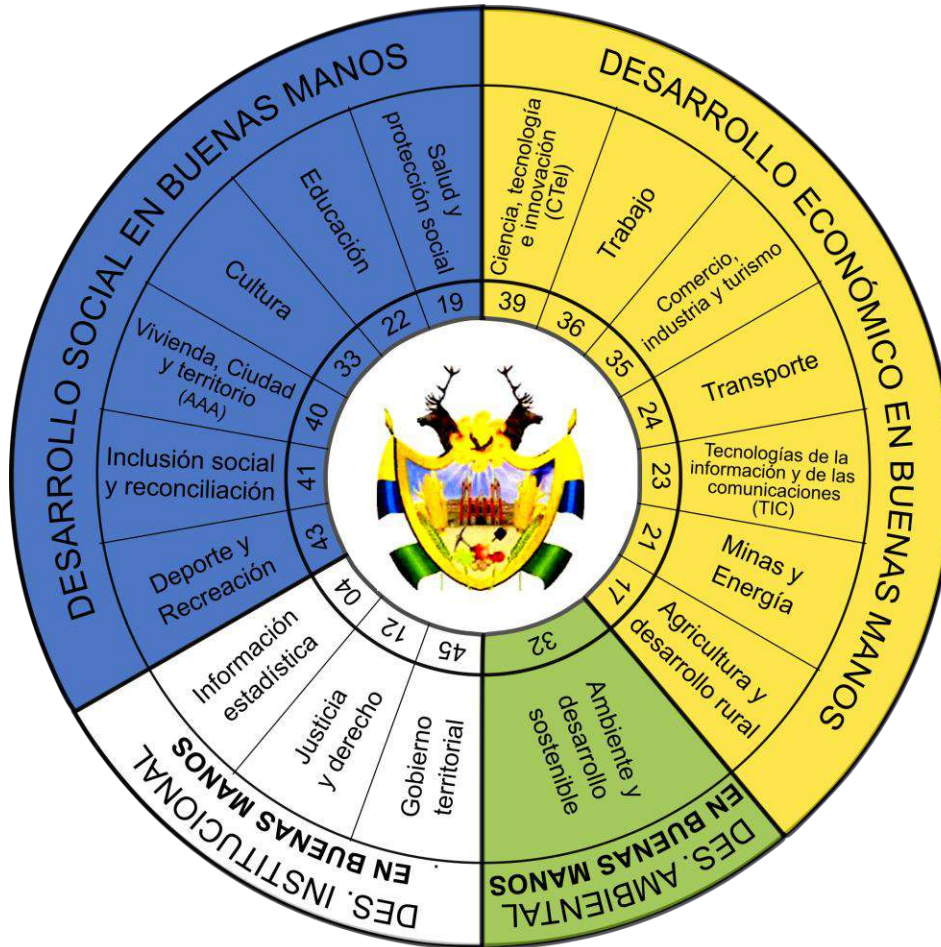 DESARROLLO SOCIAL EN BUENAS MANOS
Salud y
protección social
19
Educación
22
Cultura
33
Vivienda, Ciudad
y territorio
(AAA)
40
Inclusión social
y reconciliación
41
Deporte y
Recreación
43
DESARROLLO ECONÓMICO EN BUENAS MANOS
Ciencia, tecnología
e innovación
(CTeI)
39
Trabajo
36
Comercio,
industria y turismo
35
Transporte
24
Tecnologías de la
información y de las
comunicaciones
(TIC)
23
Minas y
Energía
21
Agricultura y
desarrollo rural
17
DES. AMBIENTAL
EN BUENAS MANOS
Ambiente y
desarrollo
sostenible
32
DES. INSTITUCIONAL
EN BUENAS MANOS
Gobierno
territorial
45
Justicia
y derecho
12
Información
estadística
04